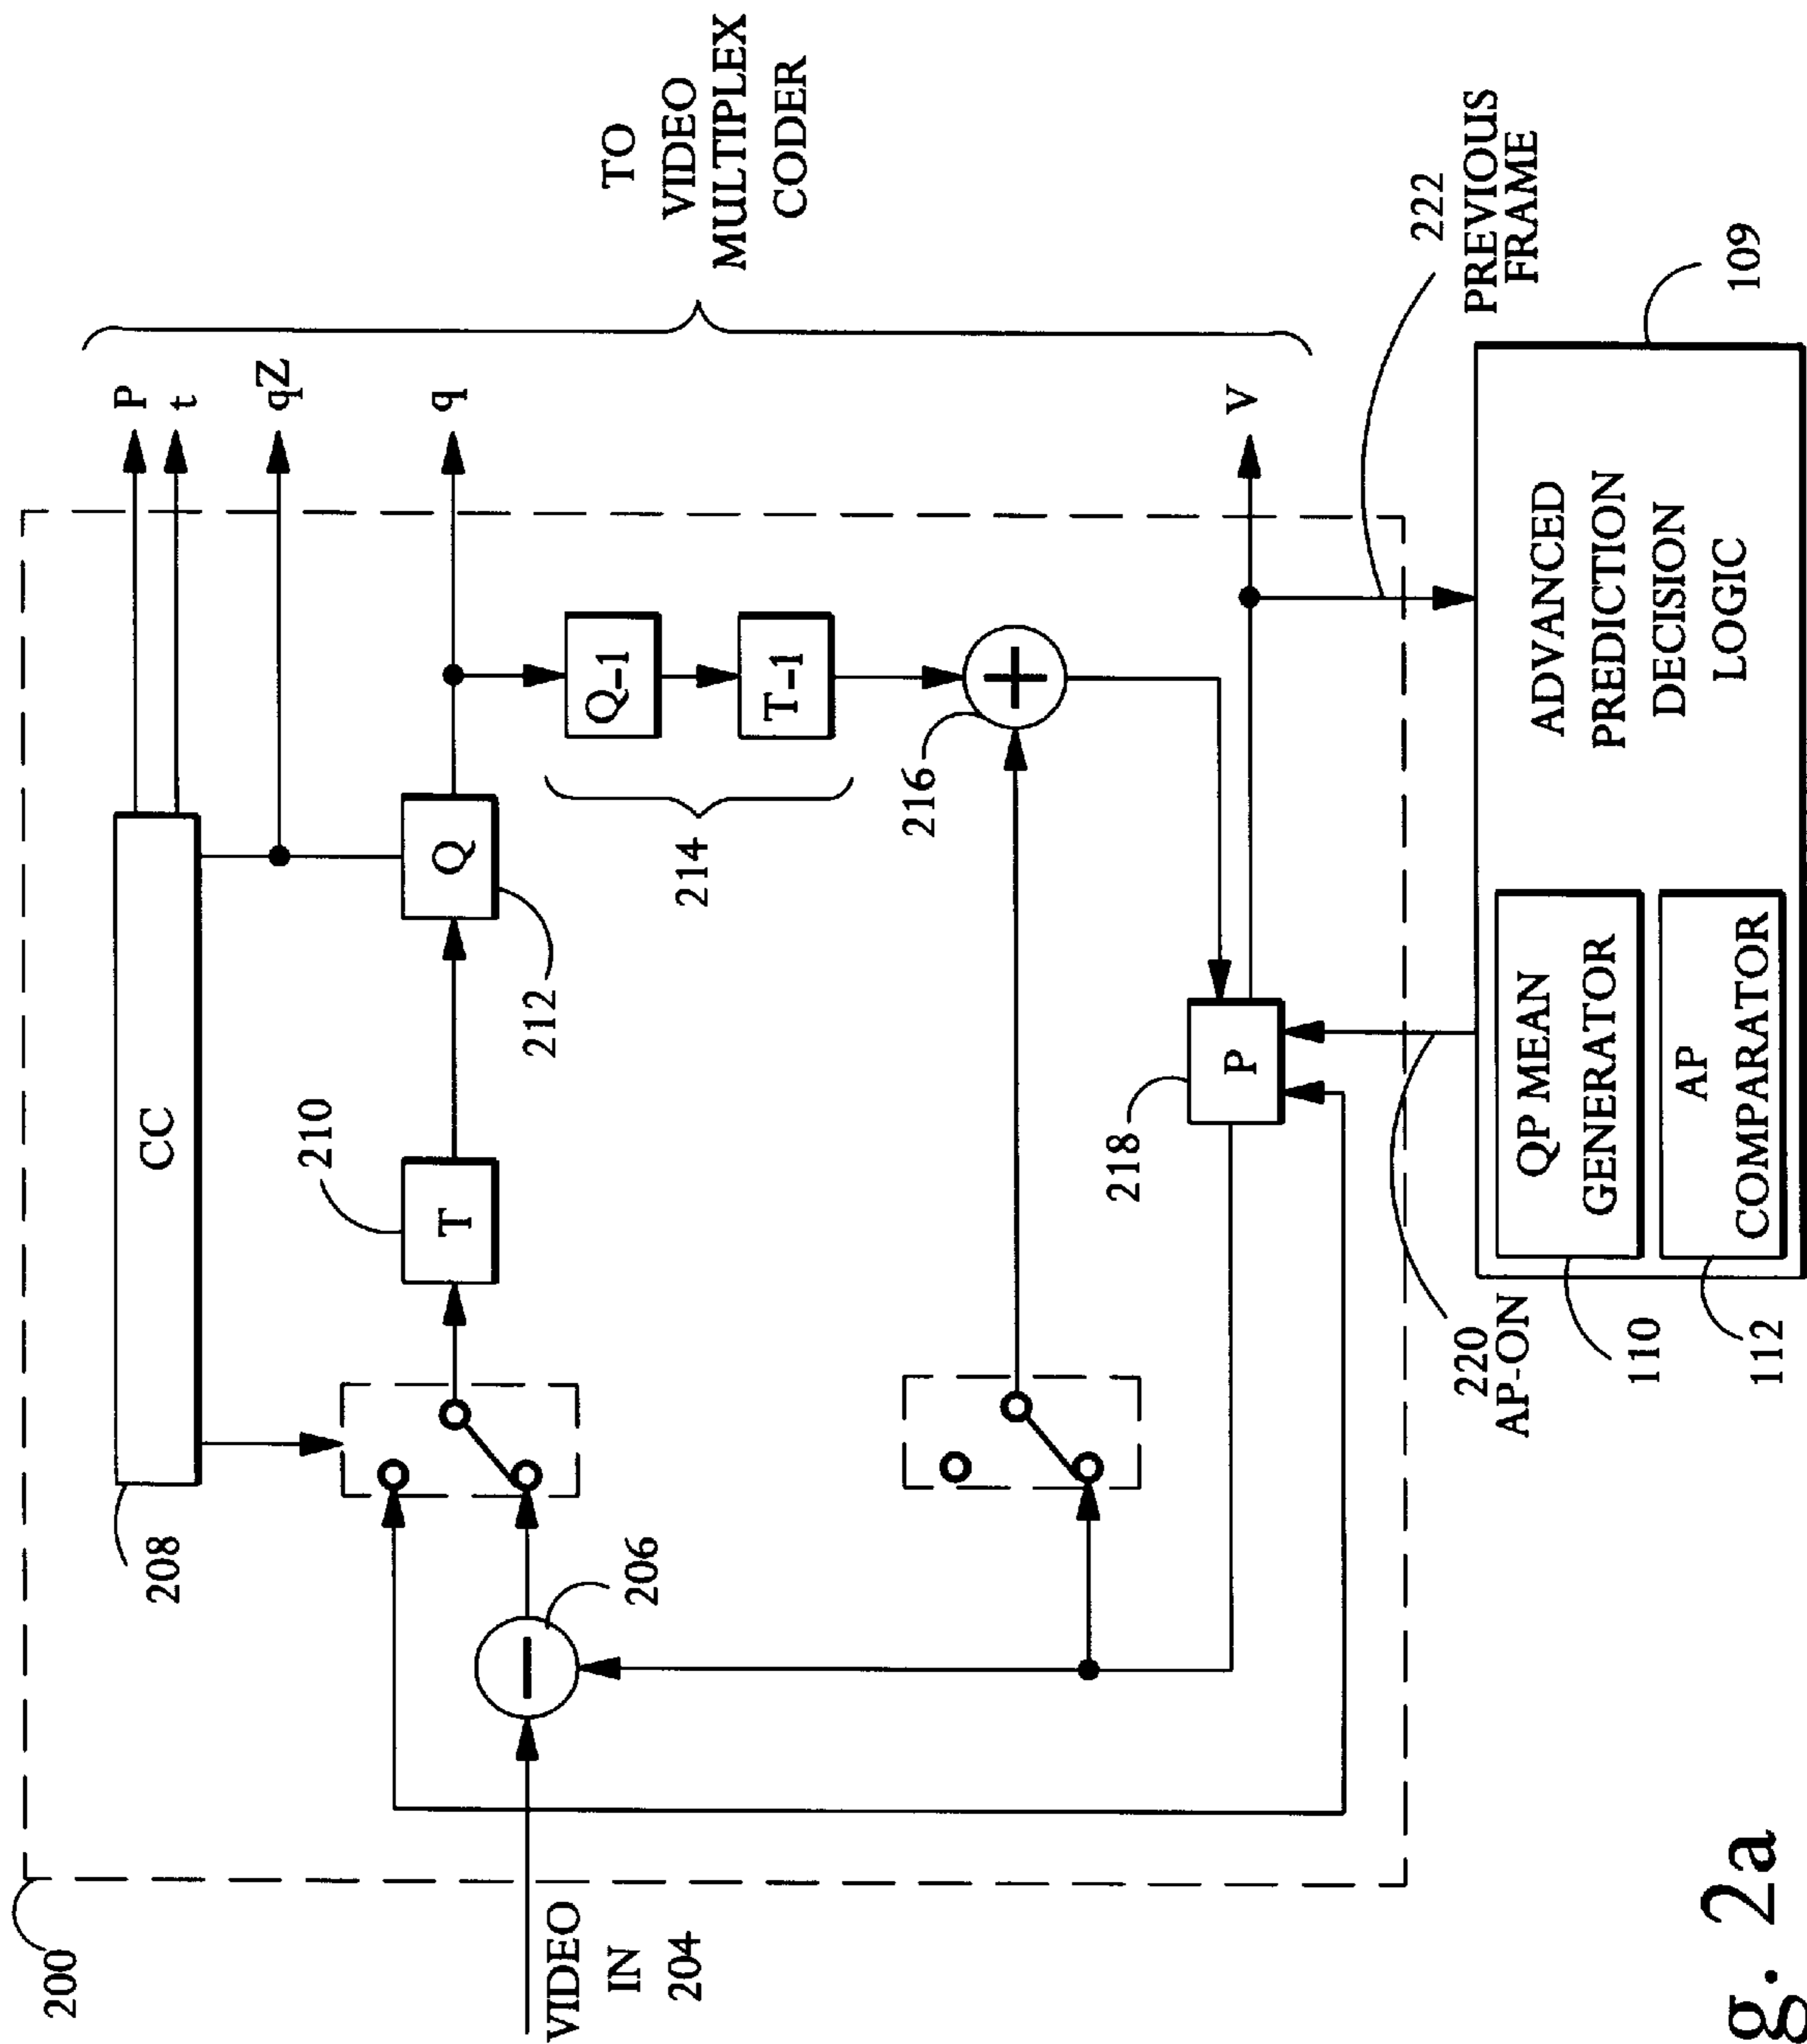 200
VIDEO
IN
204
208
CC
P
t
qZ
206
210
T
212
Q
q
214
Q-1
T-1
216
218
P
V
TO
VIDEO
MULTIPLEX
CODER
220
AP-ON
222
PREVIOUS
FRAME
109
110
QP MEAN
GENERATOR
112
AP
COMPARATOR
ADVANCED
PREDICTION
DECISION
LOGIC
g. 2a